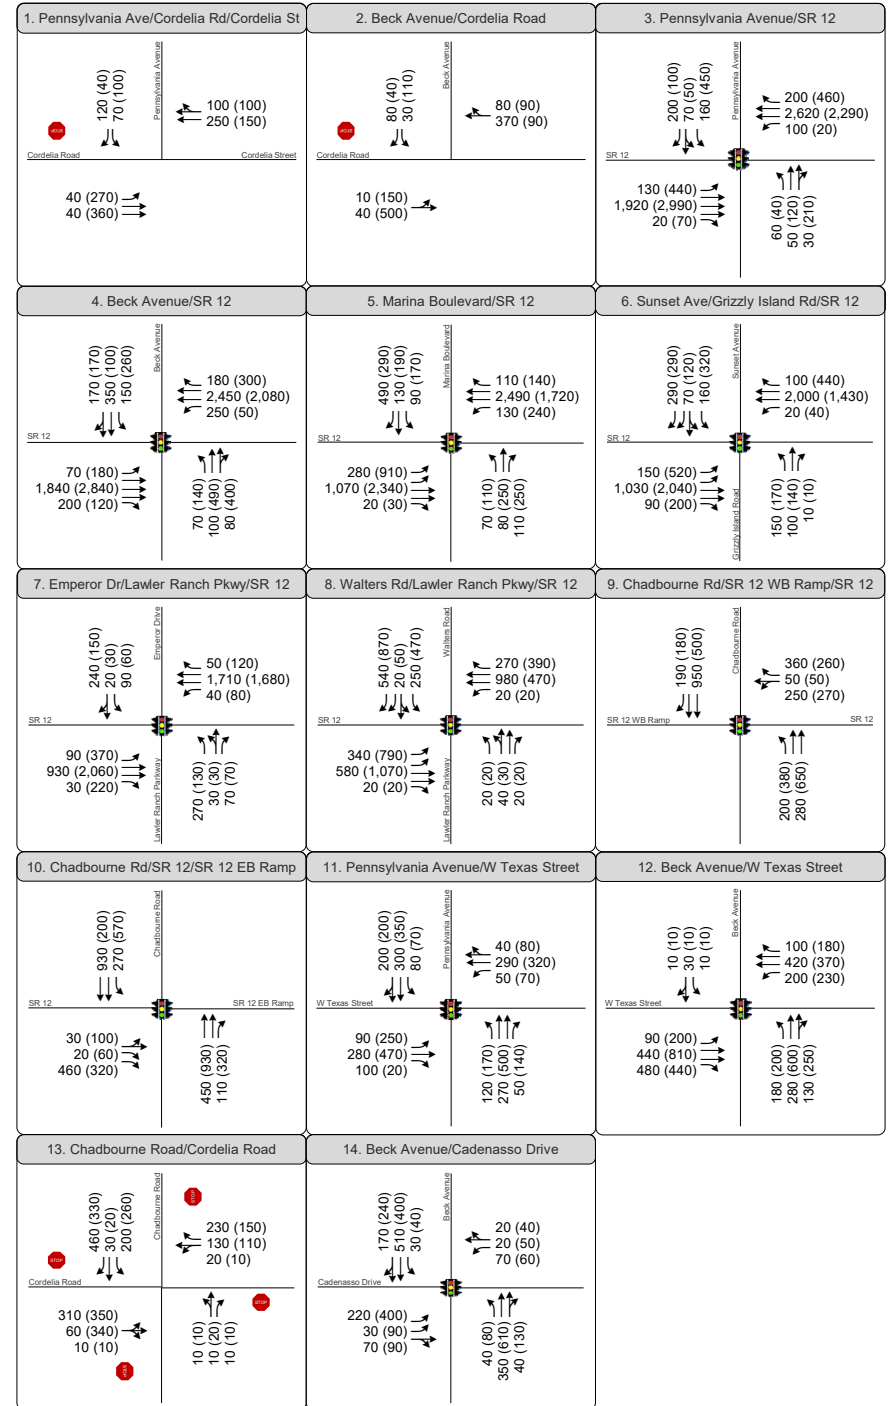 1. Pennsylvania Ave/Cordelia Rd/Cordelia St
120 (40)
70 (100)
Pennsylvania Avenue
100 (100)
250 (150)
STOP
Cordelia Road
Cordelia Street
40 (270)
40 (360)
2. Beck Avenue/Cordelia Road
80 (40)
30 (110)
Beck Avenue
80 (90)
370 (90)
STOP
Cordelia Road
10 (150)
40 (500)
3. Pennsylvania Avenue/SR 12
200 (100)
70 (50)
160 (450)
Pennsylvania Avenue
200 (460)
2,620 (2,290)
100 (20)
SR 12
130 (440)
1,920 (2,990)
20 (70)
60 (40)
50 (120)
30 (210)
4. Beck Avenue/SR 12
170 (170)
350 (100)
150 (260)
Beck Avenue
180 (300)
2,450 (2,080)
250 (50)
SR 12
70 (180)
1,840 (2,840)
200 (120)
70 (140)
100 (490)
80 (400)
5. Marina Boulevard/SR 12
490 (290)
130 (190)
90 (170)
Marina Boulevard
110 (140)
2,490 (1,720)
130 (240)
SR 12
280 (910)
1,070 (2,340)
20 (30)
70 (110)
80 (250)
110 (250)
6. Sunset Ave/Grizzly Island Rd/SR 12
290 (290)
70 (120)
160 (320)
Sunset Avenue
100 (440)
2,000 (1,430)
20 (40)
SR 12
150 (520)
1,030 (2,040)
90 (200)
Grizzly Island Road
150 (170)
100 (140)
10 (10)
7. Emperor Dr/Lawler Ranch Pkwy/SR 12
240 (150)
20 (30)
90 (60)
Emperor Drive
50 (120)
1,710 (1,680)
40 (80)
SR 12
90 (370)
930 (2,060)
30 (220)
Lawler Ranch Parkway
270 (130)
30 (30)
70 (70)
8. Walters Rd/Lawler Ranch Pkwy/SR 12
540 (870)
20 (50)
250 (470)
Walters Road
270 (390)
980 (470)
20 (20)
SR 12
340 (790)
580 (1,070)
20 (20)
Lawler Ranch Parkway
20 (20)
40 (30)
20 (20)
9. Chadbourne Rd/SR 12 WB Ramp/SR 12
190 (180)
950 (500)
Chadbourne Road
360 (260)
50 (50)
250 (270)
SR 12 WB Ramp
SR 12
200 (380)
280 (650)
10. Chadbourne Rd/SR 12/SR 12 EB Ramp
930 (200)
270 (570)
Chadbourne Road
SR 12
SR 12 EB Ramp
30 (100)
20 (60)
460 (320)
450 (930)
110 (320)
11. Pennsylvania Avenue/W Texas Street
200 (200)
300 (350)
80 (70)
Pennsylvania Avenue
40 (80)
290 (320)
50 (70)
W Texas Street
90 (250)
280 (470)
100 (20)
120 (170)
270 (500)
50 (140)
12. Beck Avenue/W Texas Street
10 (10)
30 (10)
10 (10)
Beck Avenue
100 (180)
420 (370)
200 (230)
W Texas Street
90 (200)
440 (810)
480 (440)
180 (200)
280 (600)
130 (250)
13. Chadbourne Road/Cordelia Road
460 (330)
30 (20)
200 (260)
Chadbourne Road
STOP
230 (150)
130 (110)
20 (10)
STOP
Cordelia Road
STOP
310 (350)
60 (340)
10 (10)
10 (10)
10 (20)
10 (10)
STOP
14. Beck Avenue/Cadenasso Drive
170 (240)
510 (400)
30 (40)
Beck Avenue
20 (40)
20 (50)
70 (60)
Cadenasso Drive
220 (400)
30 (90)
70 (90)
40 (80)
350 (610)
40 (130)